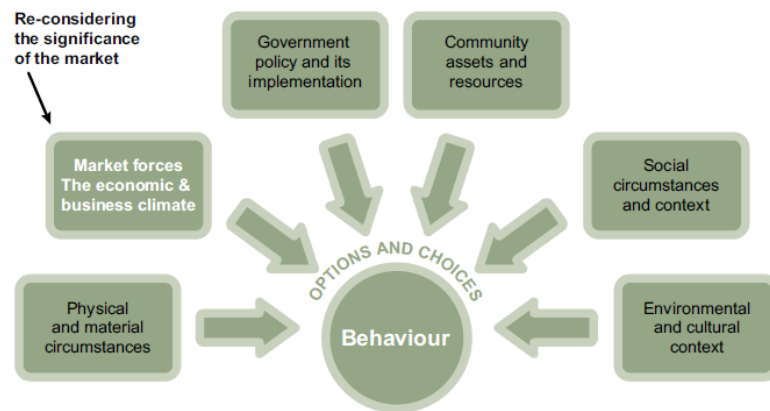 Re-considering
the significance
of the market
Government
policy and its
implementation
Community
assets and
resources
Market forces
The economic &
business climate
Social
circumstances
and context
OPTIONS AND CHOICES
Physical
and material
circumstances
Behaviour
Environmental
and cultural
context